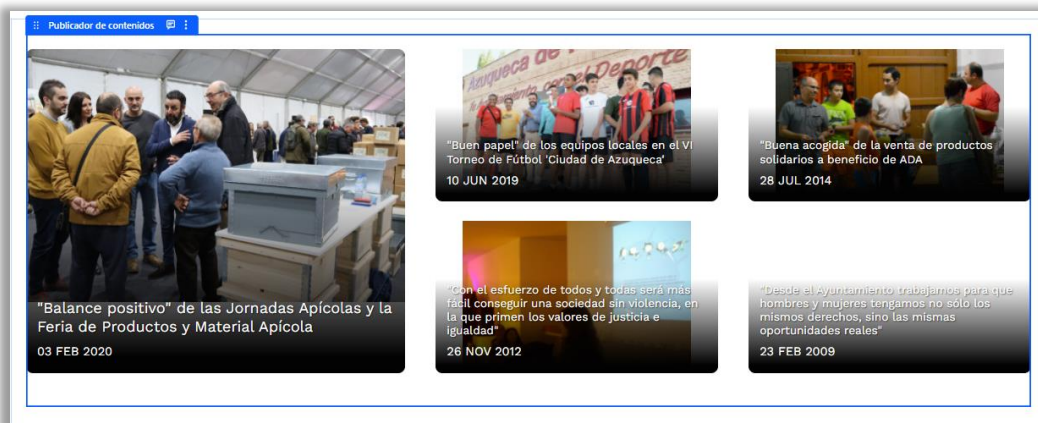 Publicador de contenidos
"Balance positivo" de las Jornadas Apícolas y la
Feria de Productos y Material Apícola
03 FEB 2020
Azuqueca de
"Buen papel" de los equipos locales en el VI
Torneo de Fútbol 'Ciudad de Azuqueca'
10 JUN 2019
"Buena acogida" de la venta de productos
solidarios a beneficio de ADA
28 JUL 2014
"Con el esfuerzo de todos y todas será más
fácil conseguir una sociedad sin violencia, en
la que primen los valores de justicia e
igualdad"
26 NOV 2012
"Desde el Ayuntamiento trabajamos para que
hombres y mujeres tengamos no sólo los
mismos derechos, sino las mismas
oportunidades reales"
23 FEB 2009